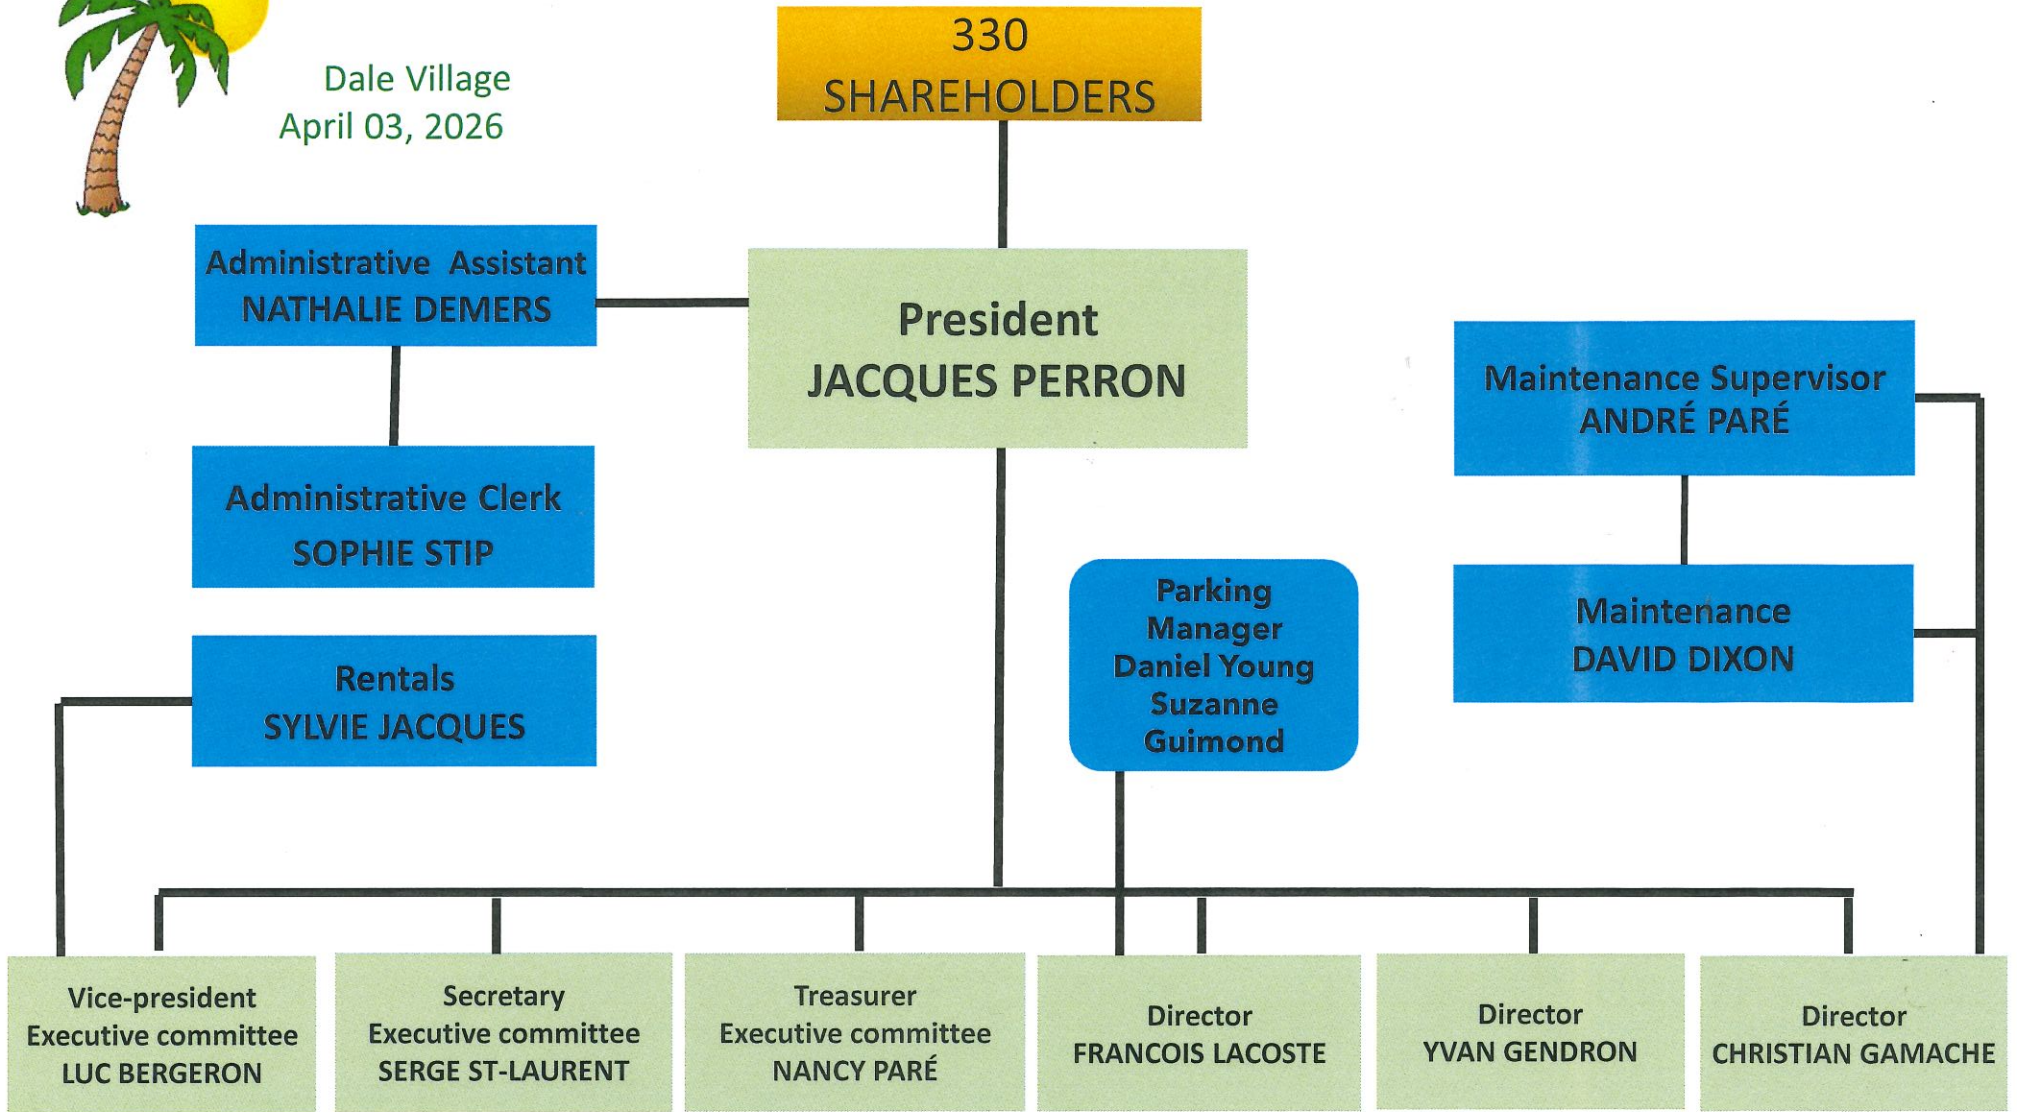 Dale Village
April 03, 2026
330
SHAREHOLDERS
Administrative Assistant
NATHALIE DEMERS
President
JACQUES PERRON
Maintenance Supervisor
ANDRÉ PARÉ
Administrative Clerk
SOPHIE STIP
Parking
Manager
Daniel Young
Suzanne
Guimond
Maintenance
DAVID DIXON
Rentals
SYLVIE JACQUES
Vice-president
Executive committee
LUC BERGERON
Secretary
Executive committee
SERGE ST-LAURENT
Treasurer
Executive committee
NANCY PARÉ
Director
FRANCOIS LACOSTE
Director
YVAN GENDRON
Director
CHRISTIAN GAMACHE